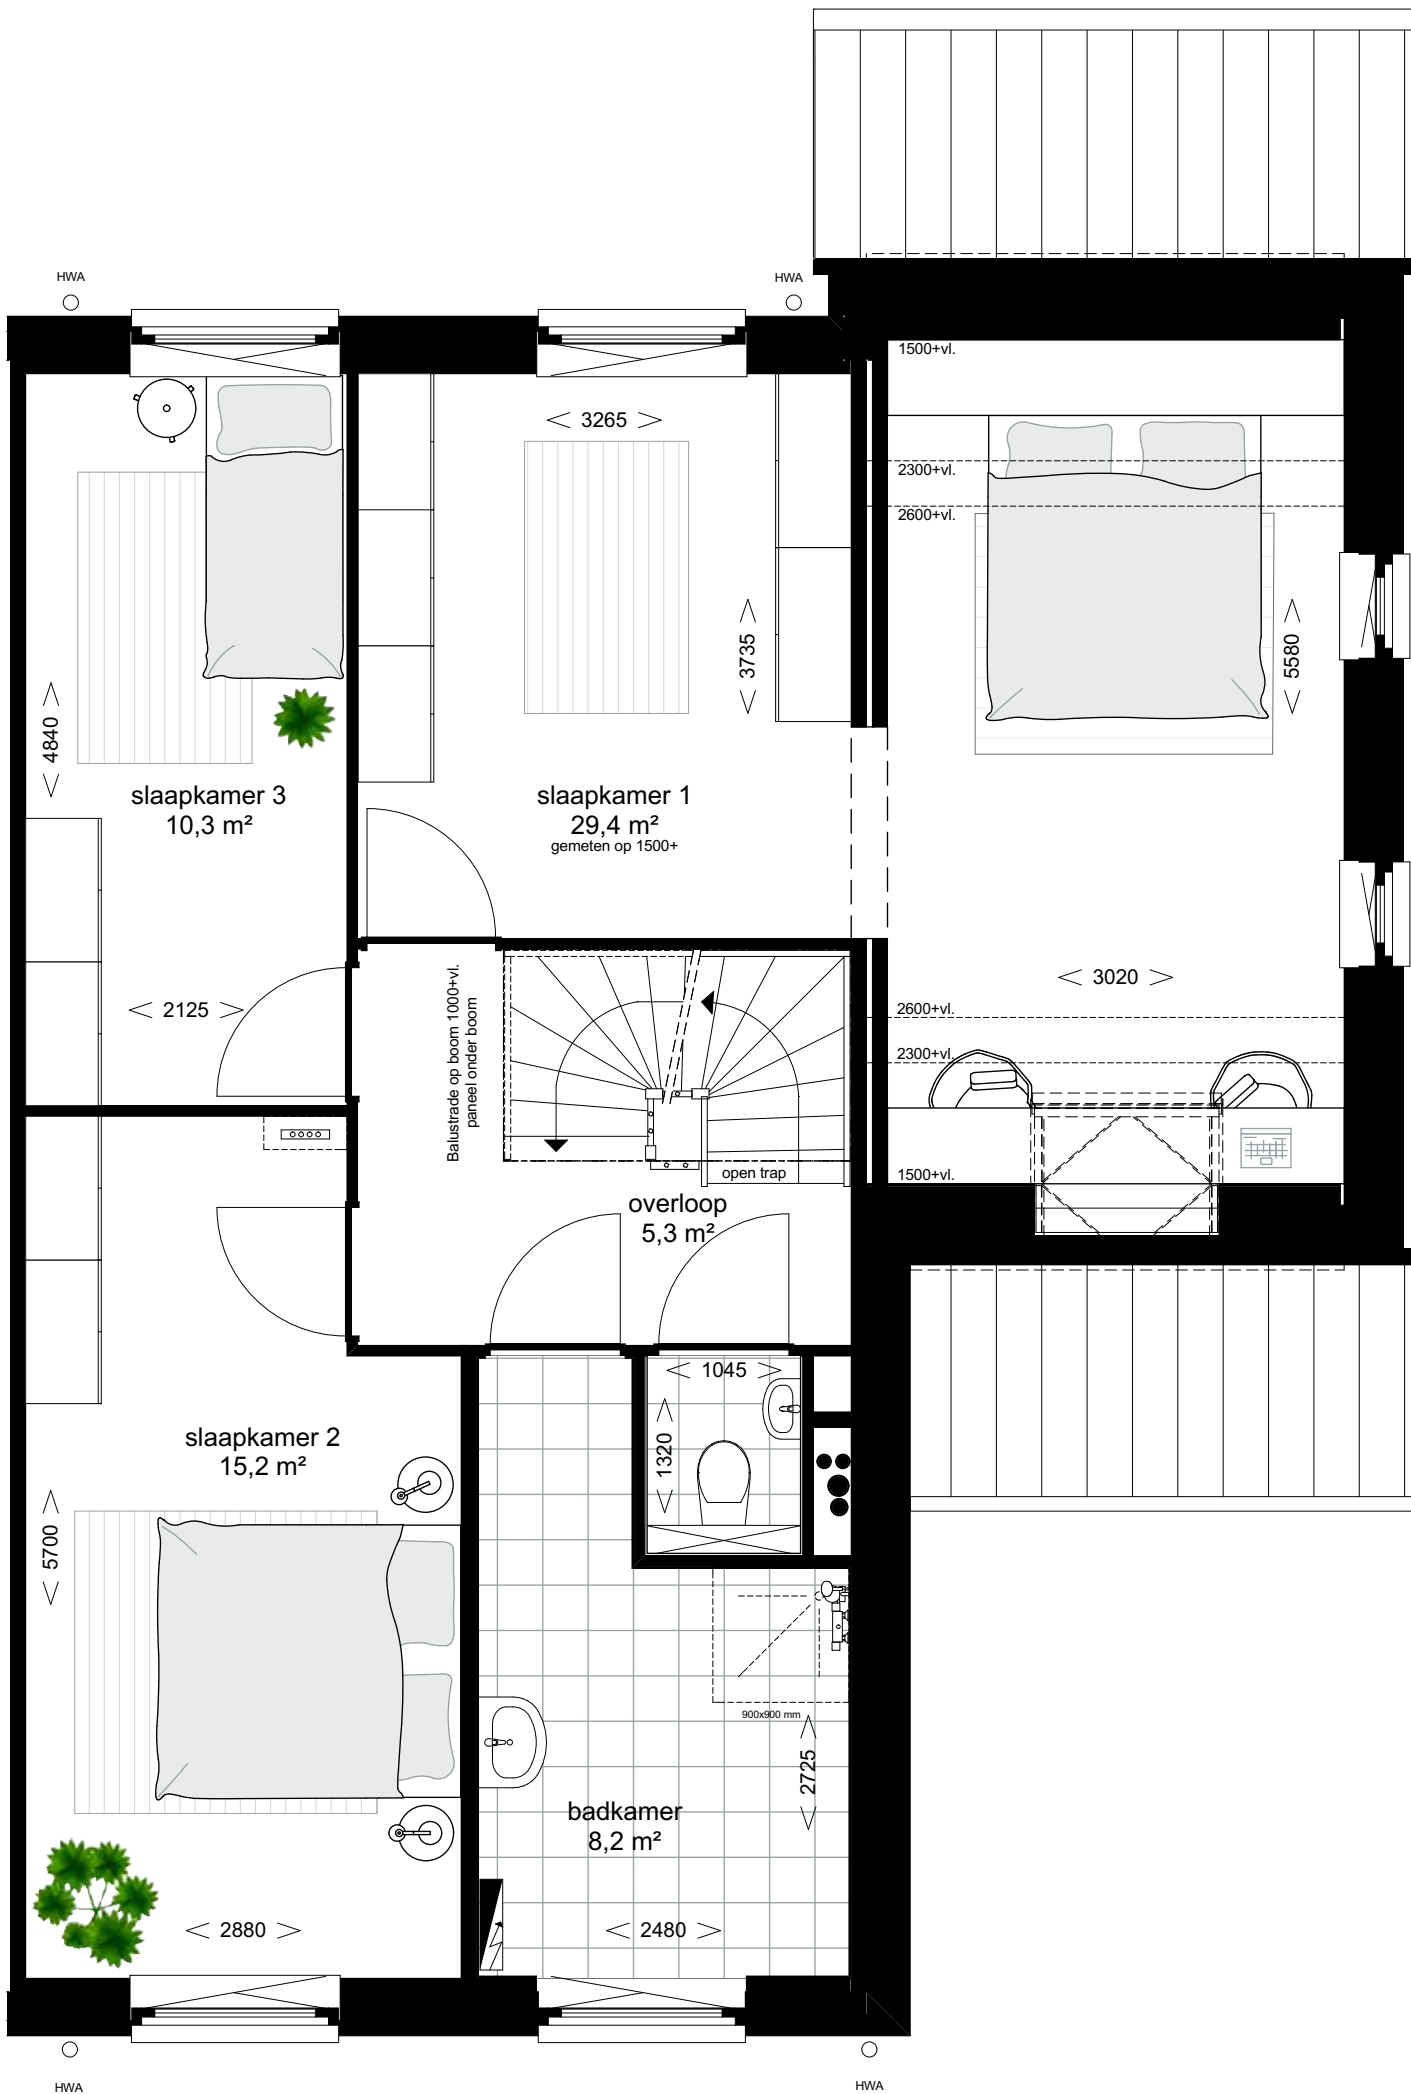 HWA
HWA
1500+vl.
3265
2300+vl.
2600+vl.
3735
5580
4840
slaapkamer 3
10,3 m²
slaapkamer 1
29,4 m²
gemeten op 1500+
3020
2125
2600+vl.
2300+vl.
Balustrade op boom 1000+vl.
paneel onder boom
open trap
1500+vl.
overloop
5,3 m²
1045
1320
slaapkamer 2
15,2 m²
5700
900x900 mm
2725
badkamer
8,2 m²
2880
2480
HWA
HWA